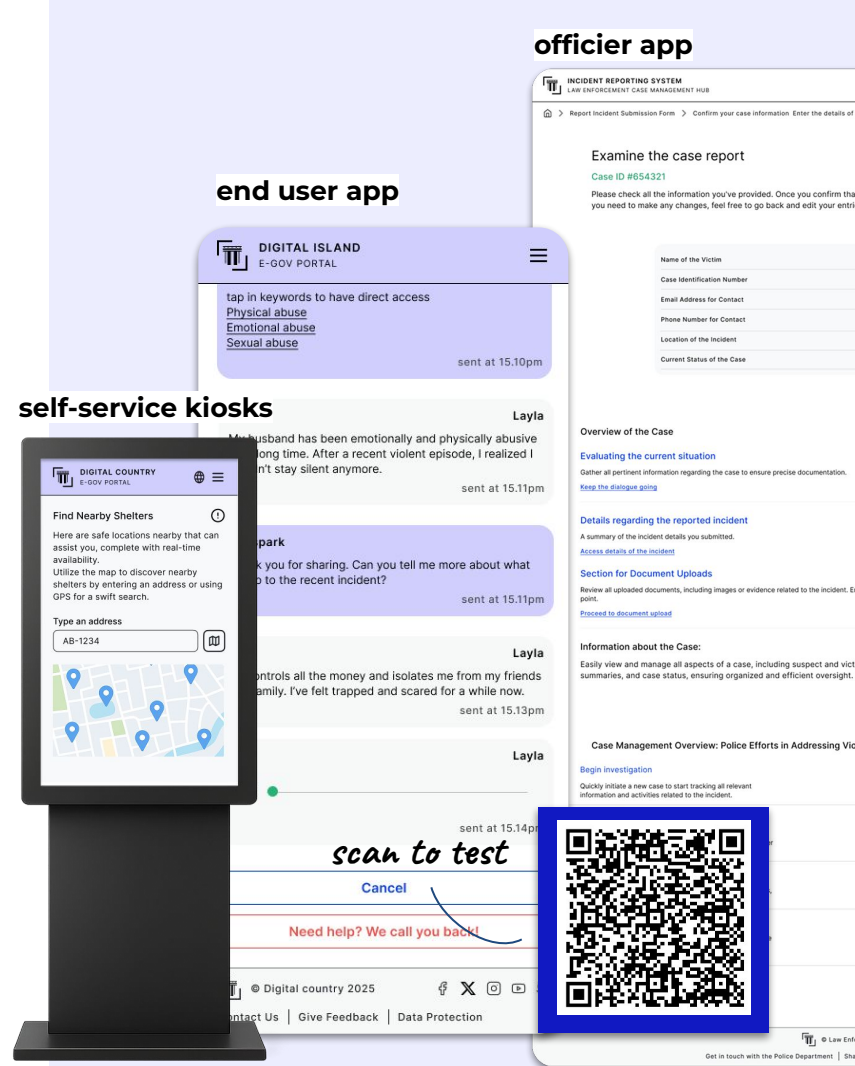 officier app
INCIDENT REPORTING SYSTEM
LAW ENFORCEMENT CASE MANAGEMENT HUB
Report Incident Submission Form > Confirm your case information Enter the details of
Examine the case report
Case ID #654321
Please check all the information you've provided. Once you confirm tha
you need to make any changes, feel free to go back and edit your entri
Name of the Victim
Case Identification Number
Email Address for Contact
Phone Number for Contact
Location of the Incident
Current Status of the Case
Overview of the Case
Evaluating the current situation
Gather all pertinent information regarding the case to ensure precise documentation.
Keep the dialogue going
Details regarding the reported incident
A summary of the incident details you submitted.
Access details of the incident
Section for Document Uploads
Review all uploaded documents, including images or evidence related to the incident. En
point.
Proceed to document upload
Information about the Case:
Easily view and manage all aspects of a case, including suspect and vict
summaries, and case status, ensuring organized and efficient oversight.
Case Management Overview: Police Efforts in Addressing Vio
Begin investigation
Quickly initiate a new case to start tracking all relevant
information and activities related to the incident.
© Law Enf
Get in touch with the Police Department | Sha
end user app
DIGITAL ISLAND
E-GOV PORTAL
tap in keywords to have direct access
Physical abuse
Emotional abuse
Sexual abuse
sent at 15.10pm
Layla
My husband has been emotionally and physically abusive
long time. After a recent violent episode, I realized I
n't stay silent anymore.
sent at 15.11pm
park
k you for sharing. Can you tell me more about what
to the recent incident?
sent at 15.11pm
Layla
ntrols all the money and isolates me from my friends
amily. I've felt trapped and scared for a while now.
sent at 15.13pm
Layla
sent at 15.14p
scan to test
Cancel
Need help? We call you back!
© Digital country 2025
ntact Us | Give Feedback | Data Protection
self-service kiosks
DIGITAL COUNTRY
E-GOV PORTAL
Find Nearby Shelters
Here are safe locations nearby that can
assist you, complete with real-time
availability.
Utilize the map to discover nearby
shelters by entering an address or using
GPS for a swift search.
Type an address
AB-1234